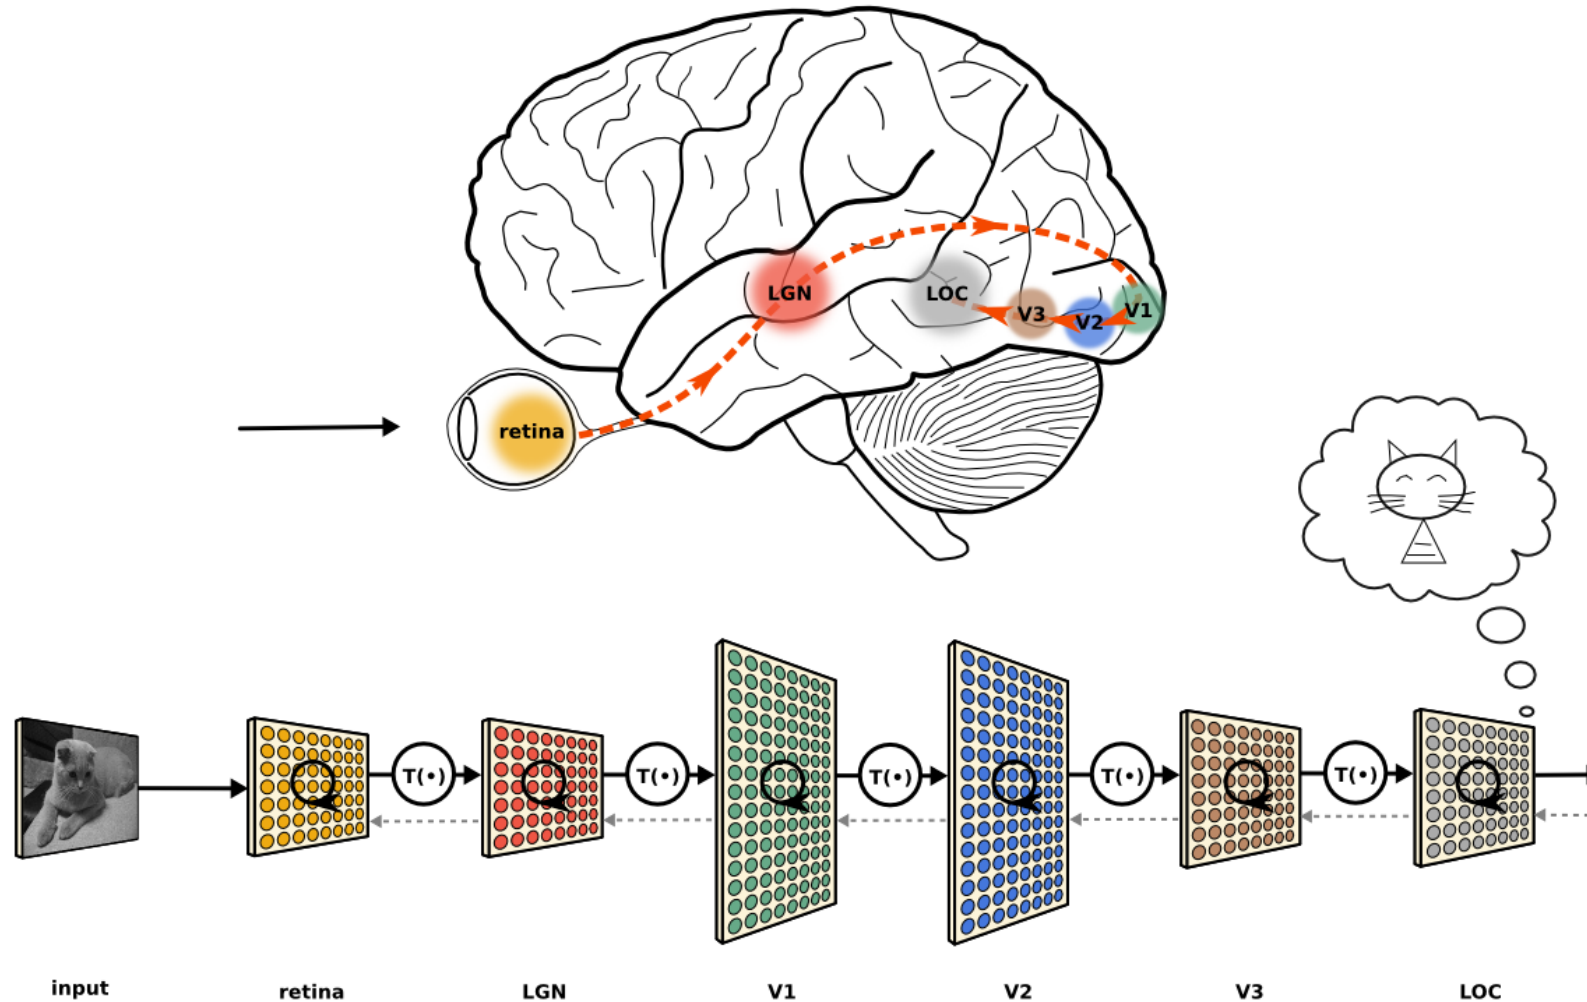 LGN
LOC
V3
V2
V1
retina
T(•)
T(•)
T(•)
T(•)
T(•)
input
retina
LGN
V1
V2
V3
LOC